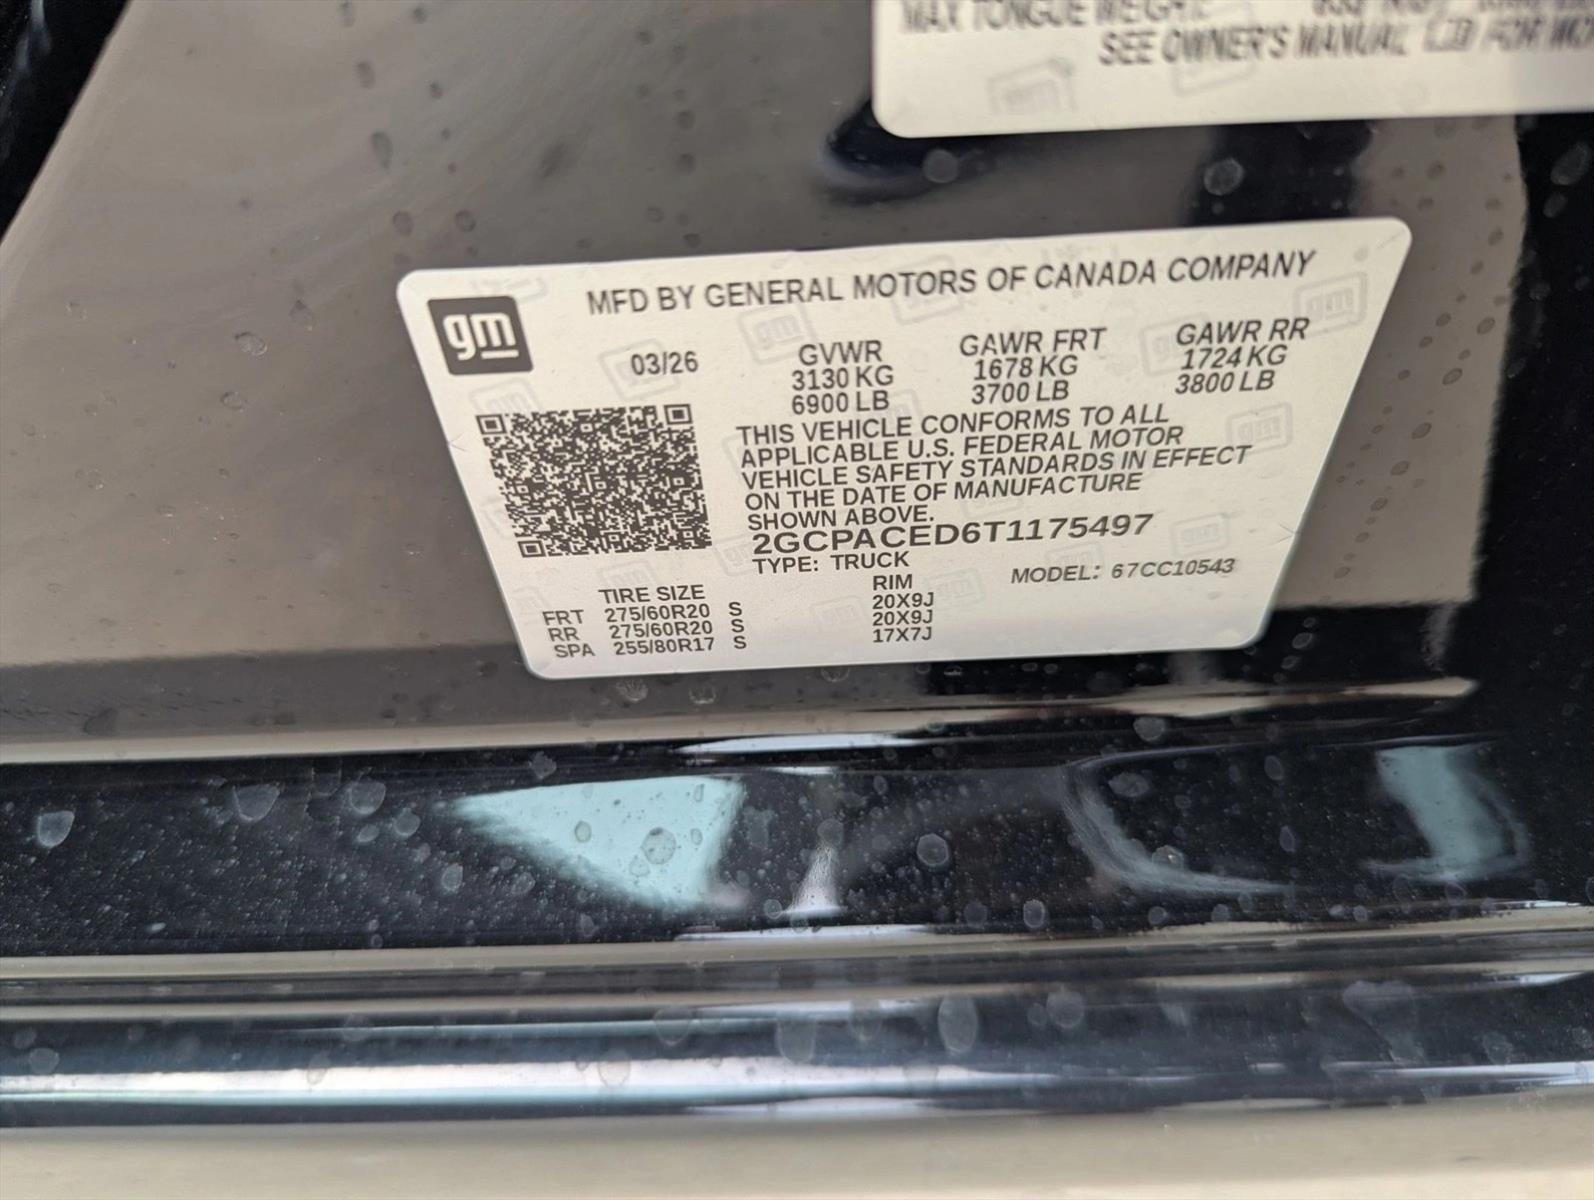 MAX TONGUE WEIGHT
SEE OWNER'S MANUAL FOR
MFD BY GENERAL MOTORS OF CANADA COMPANY
gm
03/26 GVWR GAWR FRT GAWR RR
3130 KG 1678 KG 1724 KG
6900 LB 3700 LB 3800 LB
THIS VEHICLE CONFORMS TO ALL
APPLICABLE U.S. FEDERAL MOTOR
VEHICLE SAFETY STANDARDS IN EFFECT
ON THE DATE OF MANUFACTURE
SHOWN ABOVE.
2GCPACED6T1175497
TYPE: TRUCK MODEL: 67CC10543
TIRE SIZE RIM
FRT 275/60R20 S 20X9J
RR 275/60R20 S 20X9J
SPA 255/80R17 S 17X7J